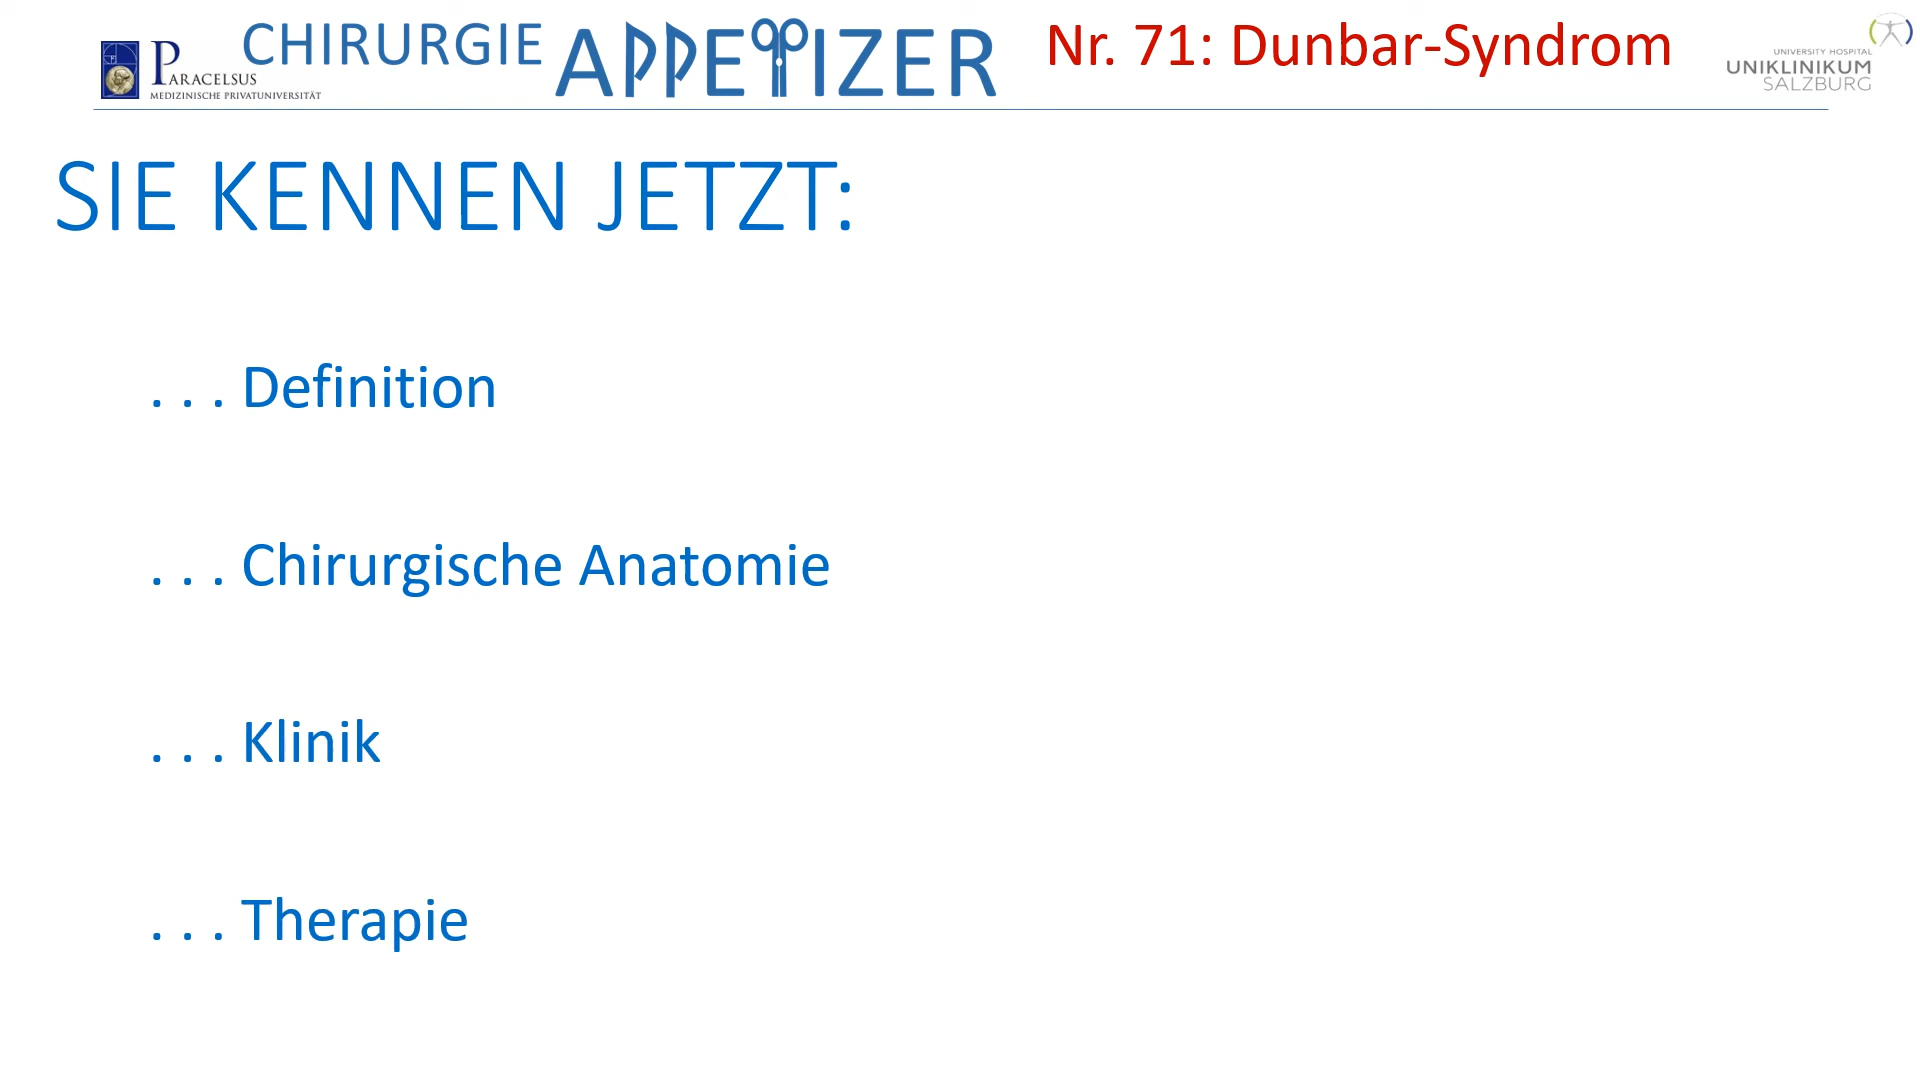 PARACELSUS
MEDIZINISCHE PRIVATUNIVERSITÄT
CHIRURGIE APPETIZER
Nr. 71: Dunbar-Syndrom
UNIVERSITY HOSPITAL
UNIKLINIKUM
SALZBURG
SIE KENNEN JETZT:
. . . Definition
. . . Chirurgische Anatomie
. . . Klinik
. . . Therapie